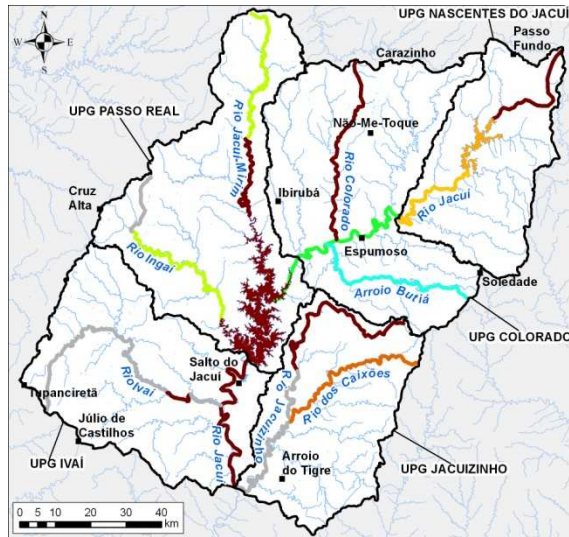 UPG NASCENTES DO JACUÍ
N
W E
S
Passo
Fundo
Carazinho
UPG PASSO REAL
Rio Jacuí-Mirim
Não-Me-Toque
Rio Colorado
Cruz
Alta
Ibirubá
Rio Jacuí
Rio Ingaí
Espumoso
Soledade
Arroio Buriá
UPG COLORADO
Salto do
Jacuí
Rio Ivaí
Tupanciretã
Rio Jacuizinho
Rio dos Caixões
Júlio de
Castilhos
Rio Jacuí
UPG IVAÍ
Arroio
do Tigre
UPG JACUIZINHO
0 5 10 20 30 40
km